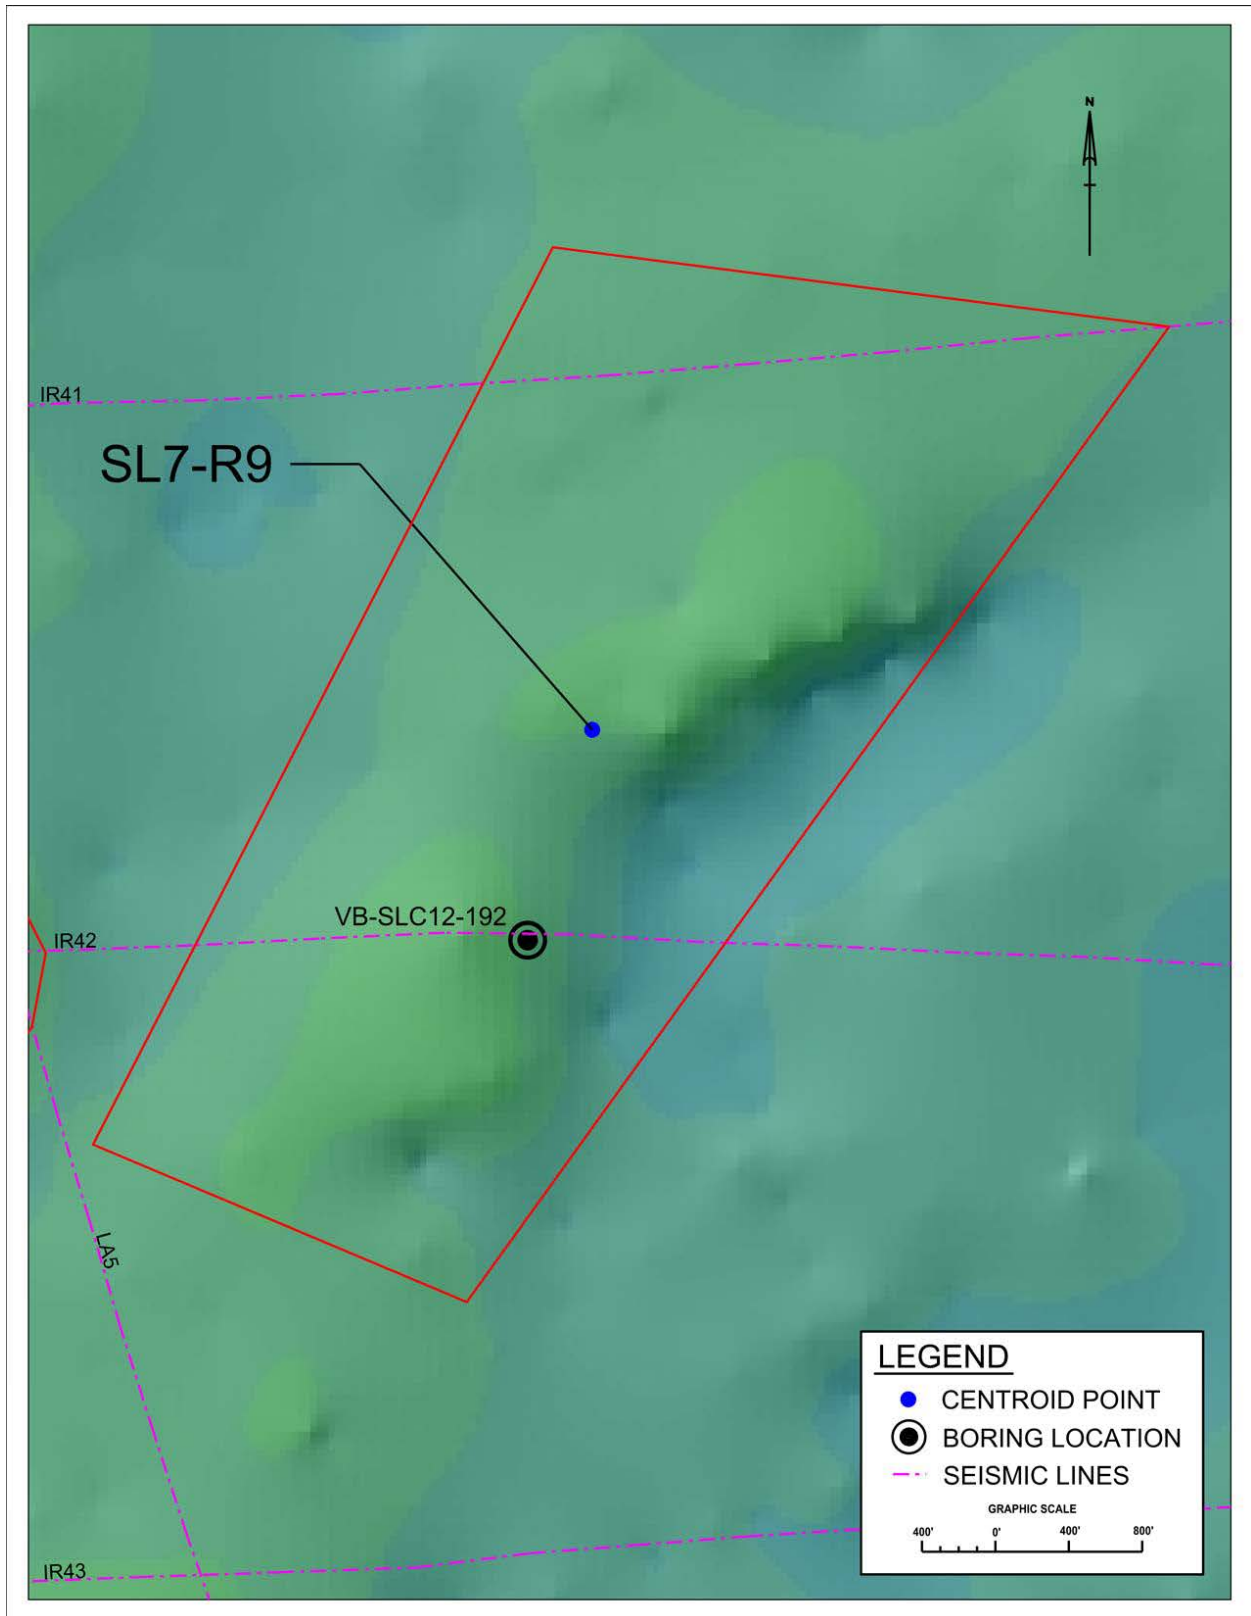 N
IR41
SL7-R9
VB-SLC12-192
IR42
LA5
LEGEND
CENTROID POINT
BORING LOCATION
SEISMIC LINES
GRAPHIC SCALE
400' 0' 400' 800'
IR43